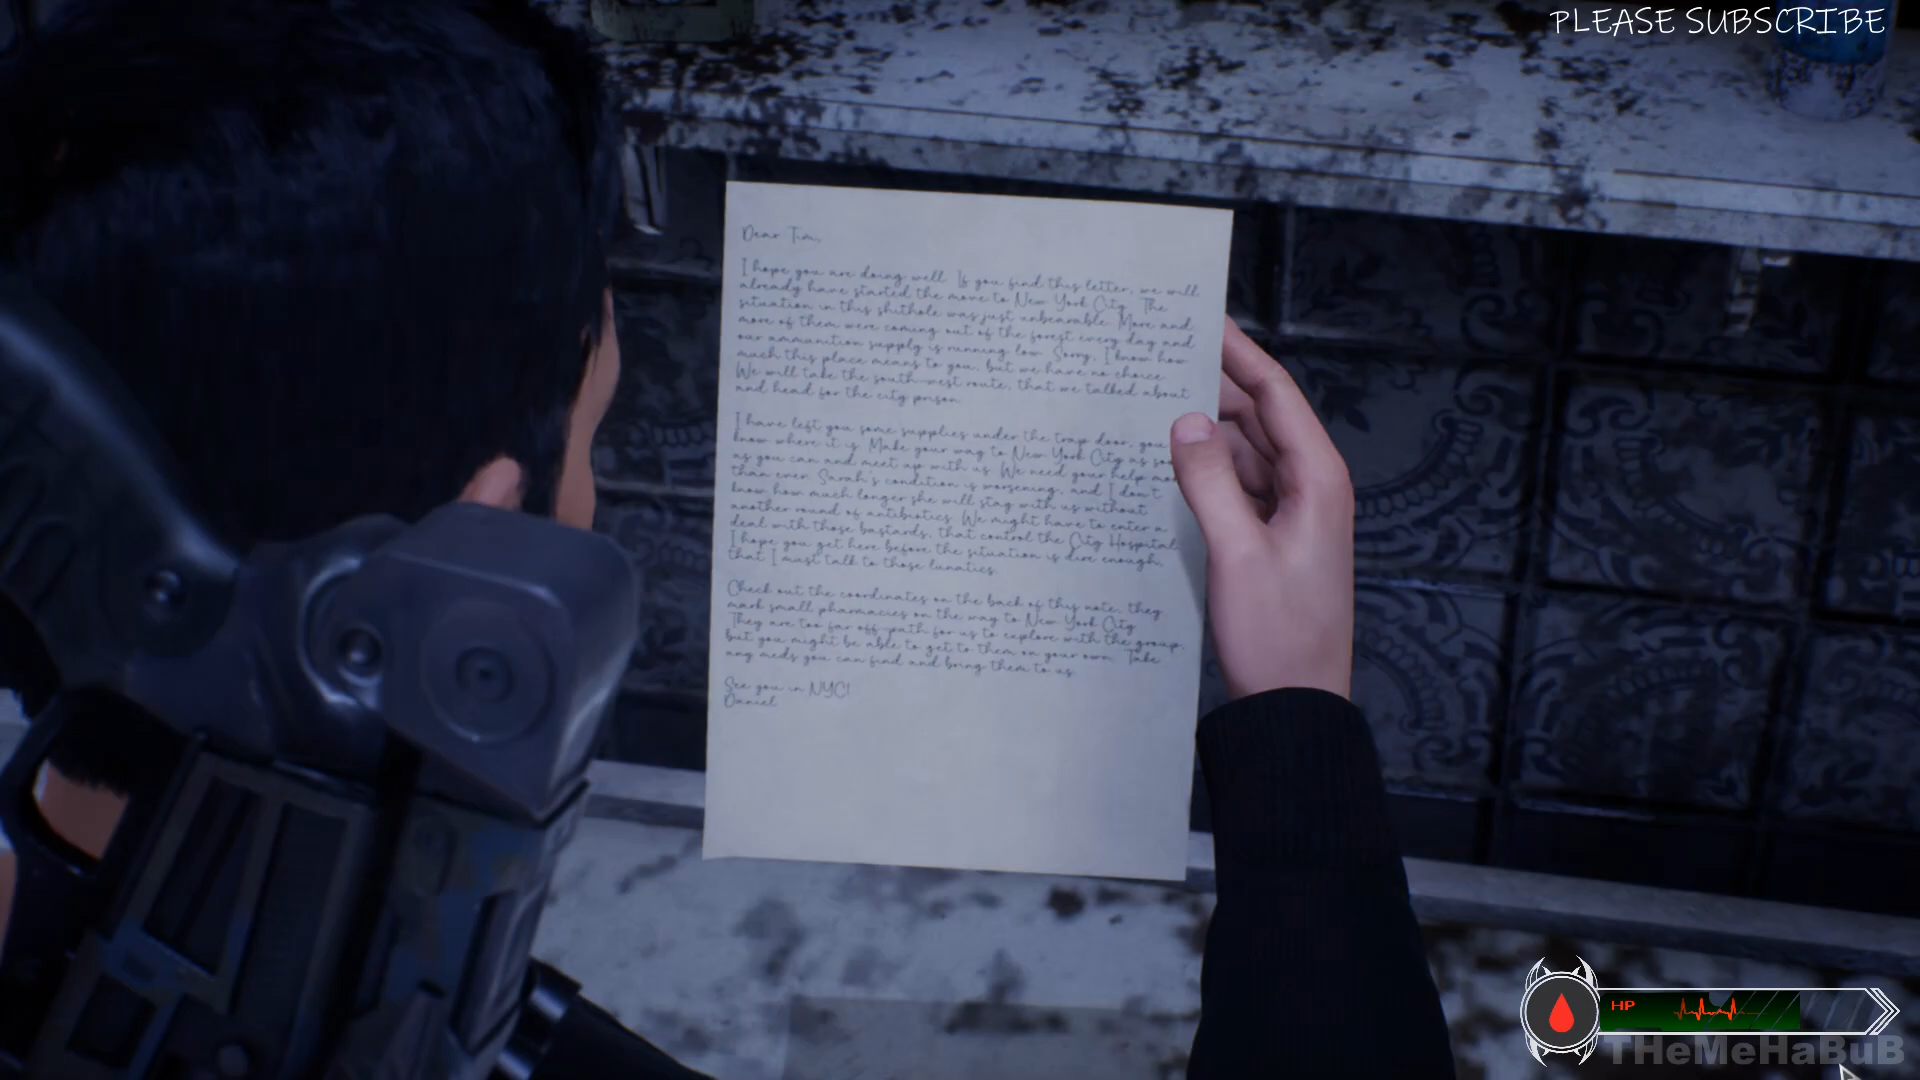 PLEASE SUBSCRIBE
Dear Tim,
I hope you are doing well. If you find this letter, we will
already have started the move to New York City. The
situation in this shithole was just unbearable. More and
more of them were coming out of the forest every day and
our ammunition supply is running low. Sorry, I know how
much this place means to you, but we have no choice.
We will take the south-west route, that we talked about
and head for the city prison.
I have left you some supplies under the trap door, you
know where it is. Make your way to New York City as
as you can and meet up with us. We need your help
than ever. Sarah's condition is worsening, and I don't
know how much longer she will stay with us without
another round of antibiotics. We might have to enter a
deal with those bastards, that control the City Hospital.
I hope you get here before the situation is dire enough,
that I must talk to those lunatics.
Check out the coordinates on the back of this note, they
mark small pharmacies on the way to New York City.
They are too far off-path for us to explore with the group,
but you might be able to get to them on your own. Take
any meds you can find and bring them to us.
See you in NYC!
Daniel
HP
THeMeHaBuB